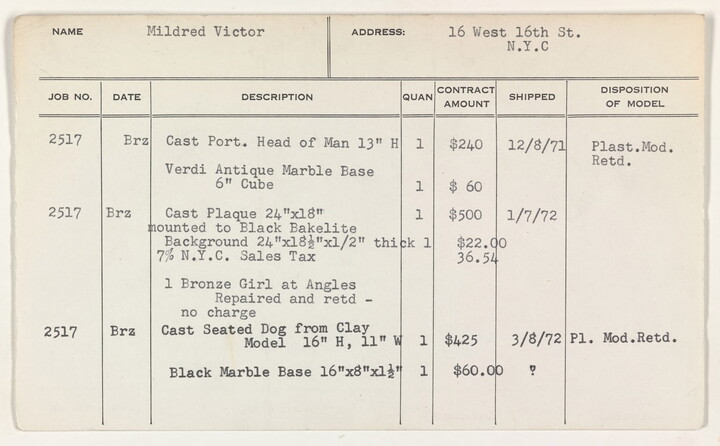 NAME Mildred Victor ADDRESS: 16 West 16th St.
N.Y.C
JOB NO. DATE DESCRIPTION QUAN CONTRACT AMOUNT SHIPPED DISPOSITION OF MODEL
2517 Brz Cast Port. Head of Man 13" H 1 $240 12/8/71 Plast.Mod.
Retd.
Verdi Antique Marble Base
6" Cube 1 $ 60
2517 Brz Cast Plaque 24"x18" 1 $500 1/7/72
mounted to Black Bakelite
Background 24"x18½"x1/2" thick 1 $22.00
7% N.Y.C. Sales Tax 36.54
1 Bronze Girl at Angles
Repaired and retd -
no charge
2517 Brz Cast Seated Dog from Clay
Model 16" H, 11" W 1 $425 3/8/72 Pl. Mod.Retd.
Black Marble Base 16"x8"x1½" 1 $60.00 "